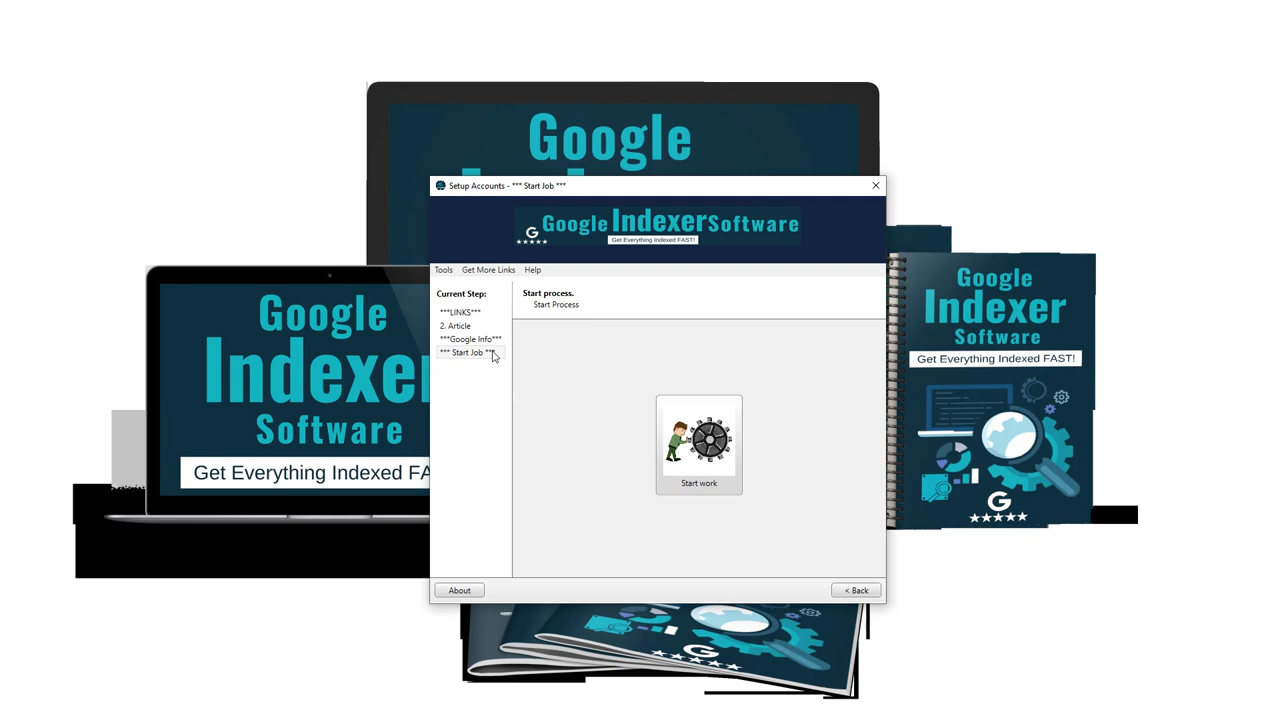 Google
Setup Accounts - *** Start Job ***
G
Google Indexer Software
Get Everything Indexed FAST!
Tools Get More Links Help
Current Step:
***LINKS***
2. Article
***Google Info***
*** Start Job ***
Start process.
Start Process
Start work
About
< Back
Google
Indexer
Software
Get Everything Indexed FA
Google
Indexer
Software
Get Everything Indexed FAST!
G
G